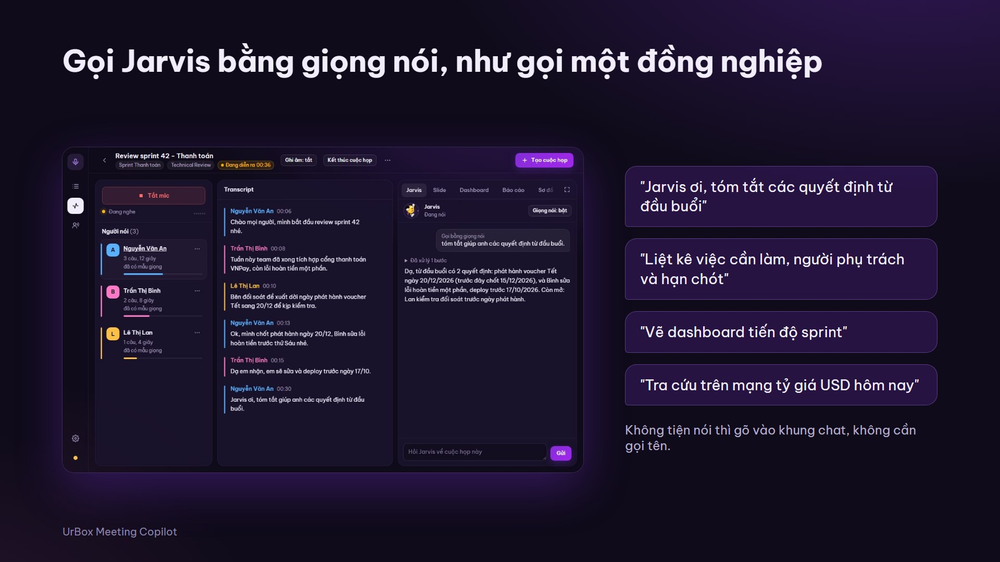 Gọi Jarvis bằng giọng nói, như gọi một đồng nghiệp
Review sprint 42 - Thanh toán
Sprint Thanh toán
Technical Review
Đang diễn ra 00:36
Ghi âm: tắt
Kết thúc cuộc họp
Tạo cuộc họp
Tắt mic
Đang nghe
Người nói (3)
A
Nguyễn Văn An
3 câu, 12 giây
đã có mẫu giọng
B
Trần Thị Bình
2 câu, 8 giây
đã có mẫu giọng
L
Lê Thị Lan
1 câu, 4 giây
đã có mẫu giọng
Transcript
Nguyễn Văn An 00:06
Chào mọi người, mình bắt đầu review sprint 42
nhé.
Trần Thị Bình 00:08
Tuần này team đã xong tích hợp cổng thanh toán
VNPay, còn lỗi hoàn tiền một phần.
Lê Thị Lan 00:10
Bên đối soát đề xuất dời ngày phát hành voucher
Tết sang 20/12 để kịp kiểm tra.
Nguyễn Văn An 00:13
Ok, mình chốt phát hành ngày 20/12, Bình sửa lỗi
hoàn tiền trước thứ Sáu nhé.
Trần Thị Bình 00:15
Dạ em nhận, em sẽ sửa và deploy trước ngày 17/10.
Nguyễn Văn An 00:30
Jarvis ơi, tóm tắt giúp anh các quyết định từ đầu
buổi.
Jarvis
Slide
Dashboard
Báo cáo
Sơ đồ
Jarvis
Đang nói
Giọng nói: bật
Gọi bằng giọng nói
tóm tắt giúp anh các quyết định từ đầu buổi.
Đã xử lý 1 bước
Dạ, từ đầu buổi có 2 quyết định: phát hành voucher Tết
ngày 20/12/2026 (trước đây chốt 15/12/2026), và Bình sửa
lỗi hoàn tiền một phần, deploy trước 17/10/2026. Còn mở:
Lan kiểm tra đối soát trước ngày phát hành.
Hỏi Jarvis về cuộc họp này
Gửi
"Jarvis ơi, tóm tắt các quyết định từ
đầu buổi"
"Liệt kê việc cần làm, người phụ trách
và hạn chót"
"Vẽ dashboard tiến độ sprint"
"Tra cứu trên mạng tỷ giá USD hôm nay"
Không tiện nói thì gõ vào khung chat, không cần
gọi tên.
UrBox Meeting Copilot